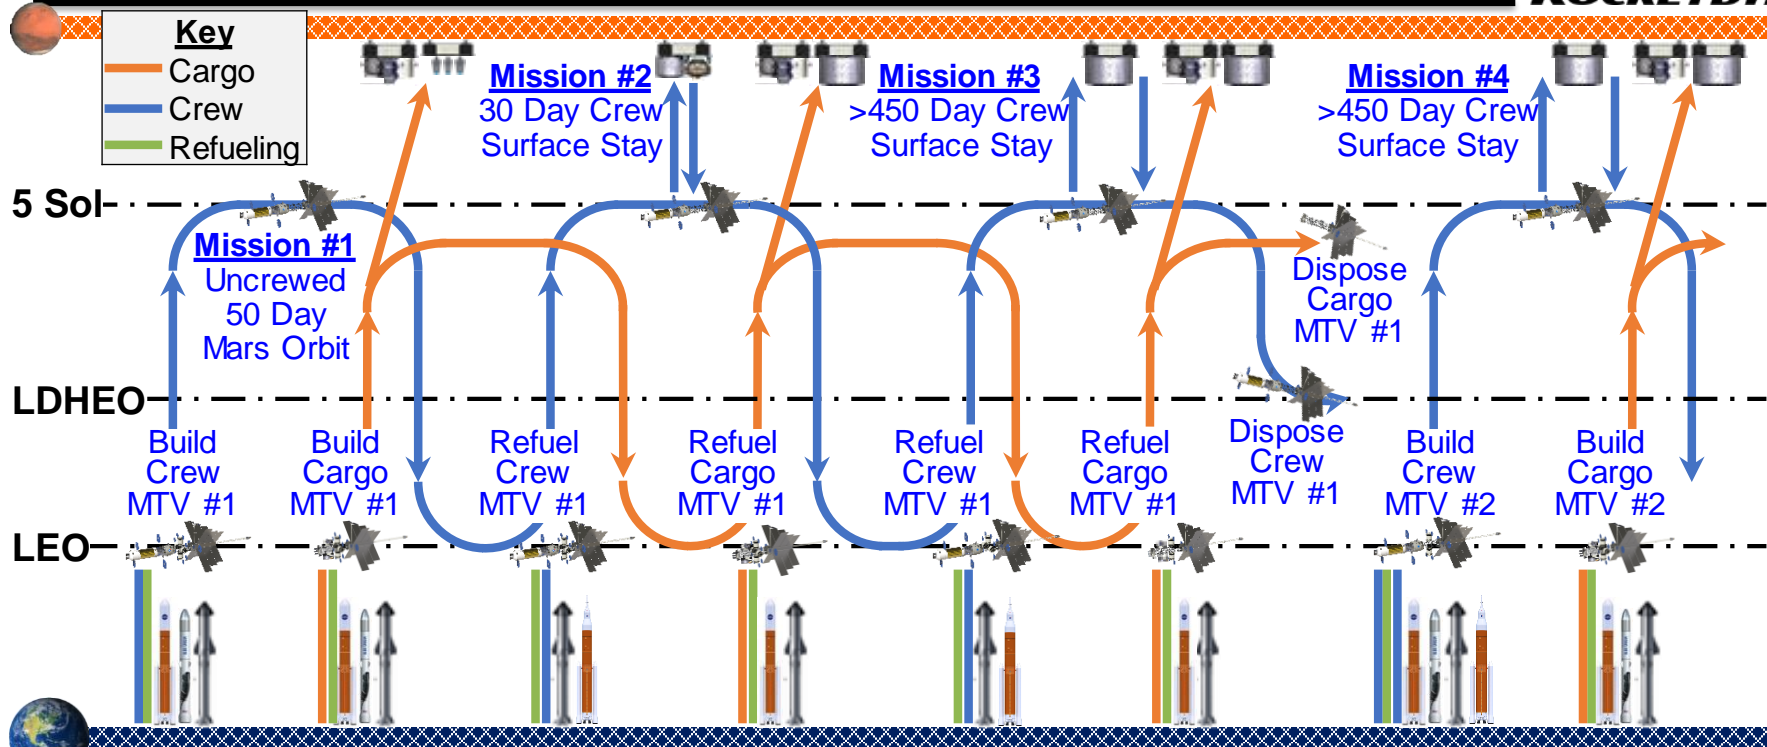 Key
Cargo
Crew
Refueling
Mission #2
30 Day Crew
Surface Stay
Mission #3
>450 Day Crew
Surface Stay
Mission #4
>450 Day Crew
Surface Stay
5 Sol
Mission #1
Uncrewed
50 Day
Mars Orbit
Dispose
Cargo
MTV #1
LDHEO
Build
Crew
MTV #1
Build
Cargo
MTV #1
Refuel
Crew
MTV #1
Refuel
Cargo
MTV #1
Refuel
Crew
MTV #1
Refuel
Cargo
MTV #1
Dispose
Crew
MTV #1
Build
Crew
MTV #2
Build
Cargo
MTV #2
LEO